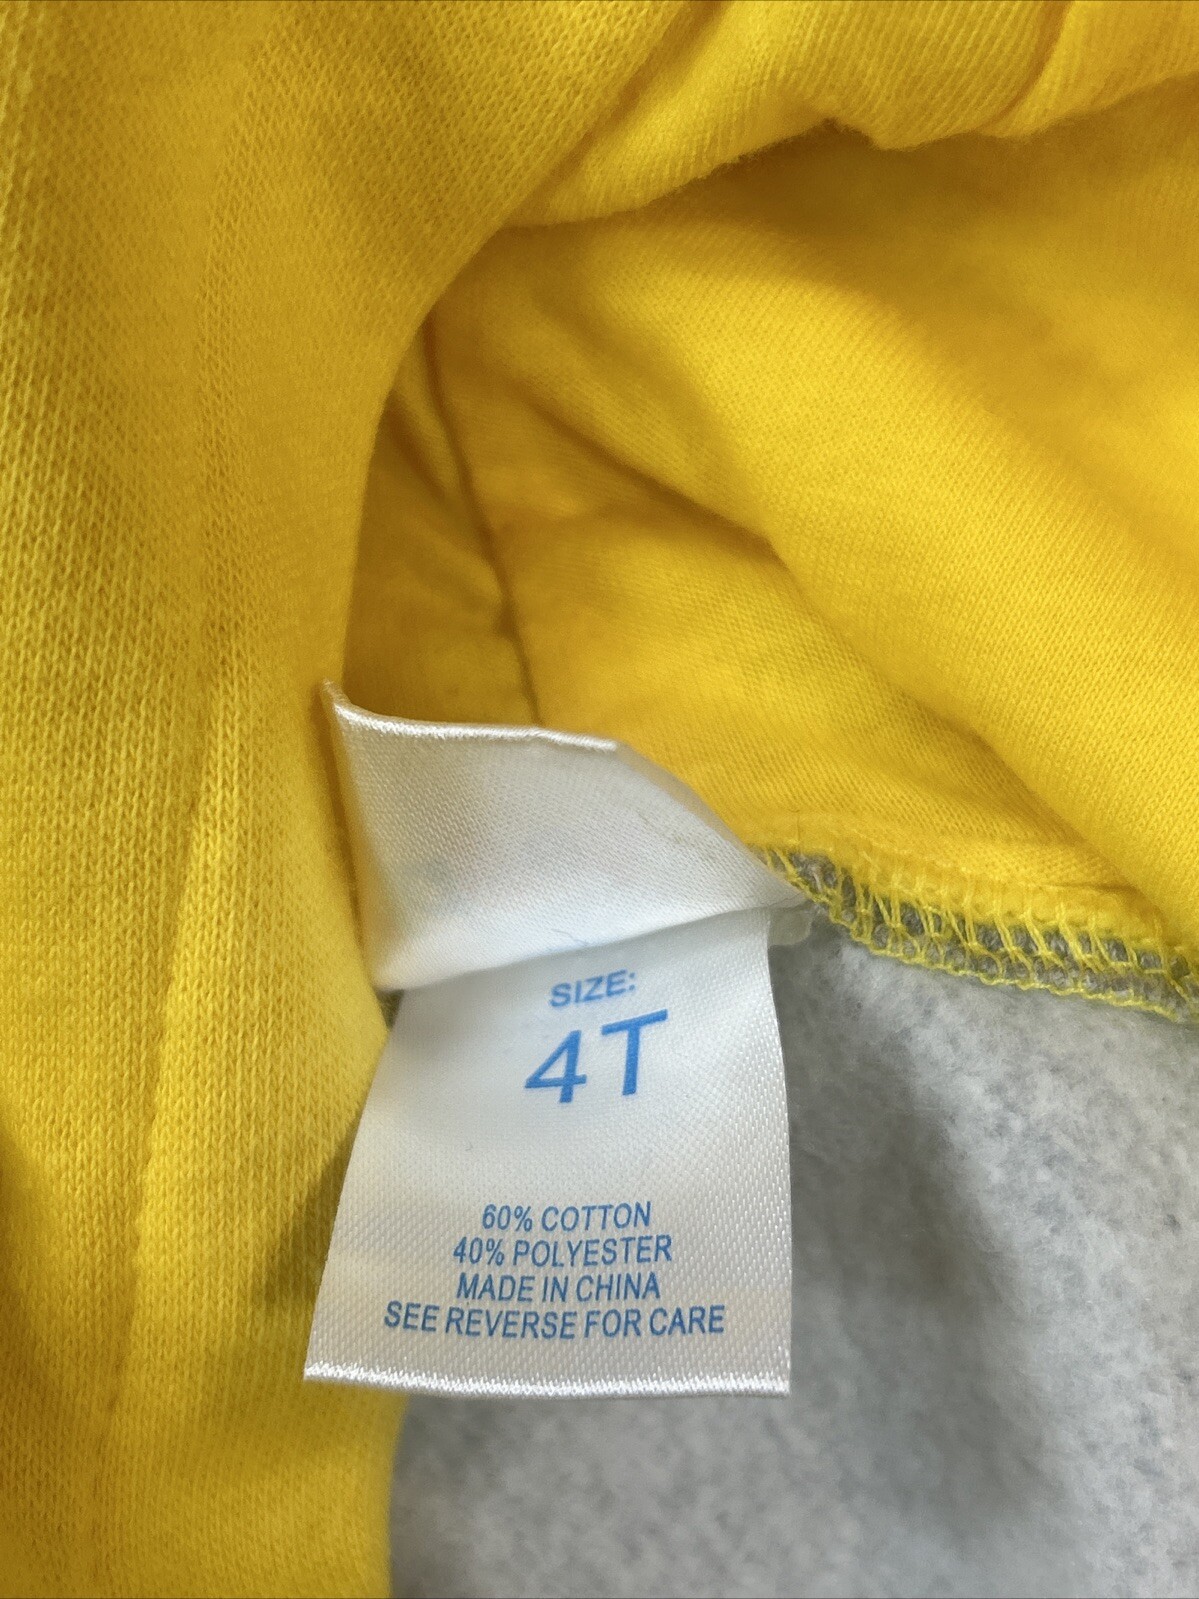 SIZE:
4T
60% COTTON
40% POLYESTER
MADE IN CHINA
SEE REVERSE FOR CARE